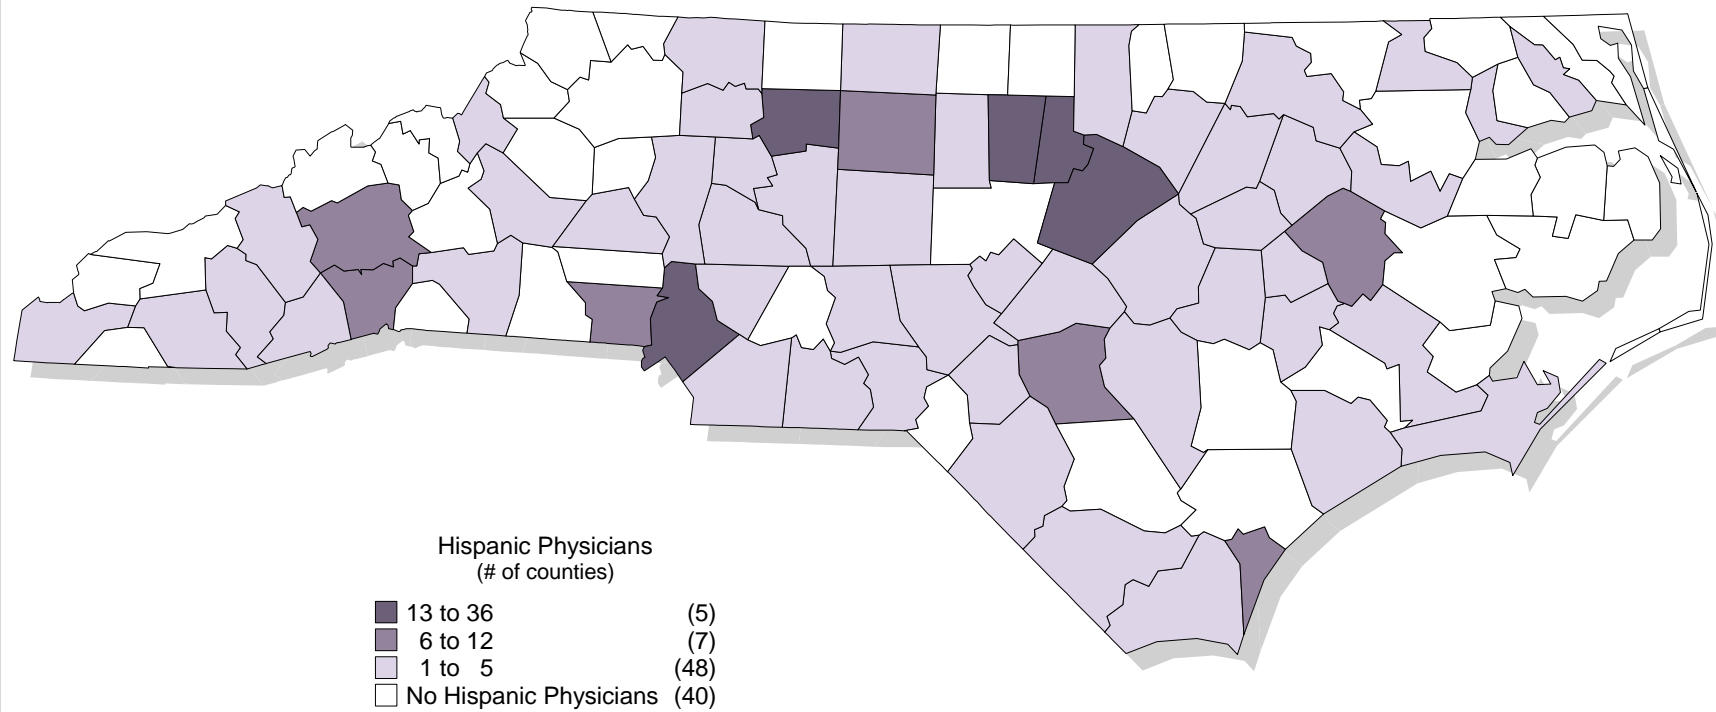 Hispanic Physicians
(# of counties)
13 to 36 (5)
6 to 12 (7)
1 to 5 (48)
No Hispanic Physicians (40)